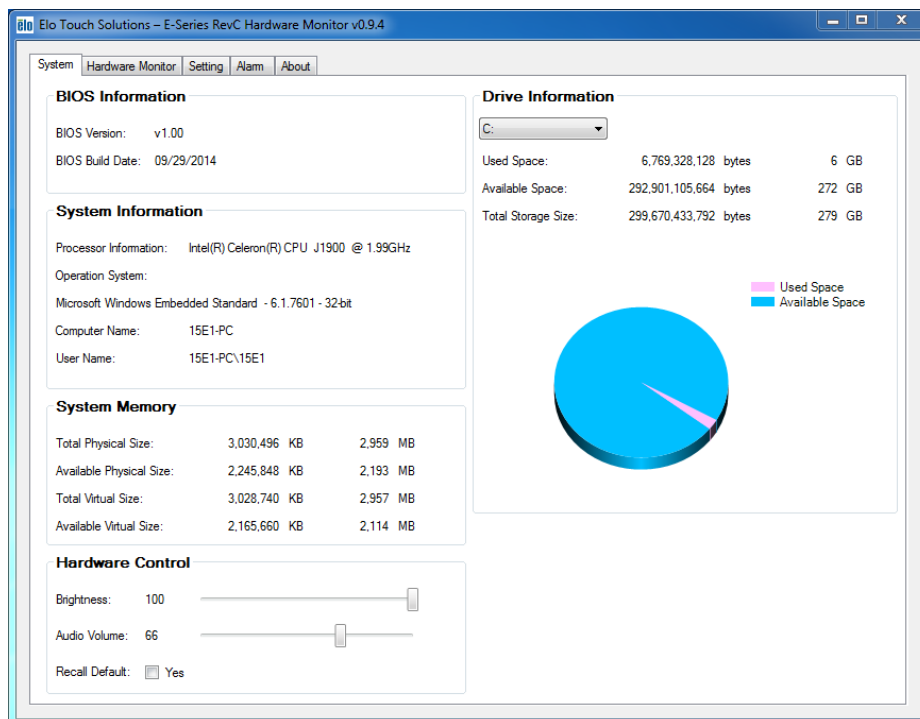 elo Elo Touch Solutions – E-Series RevC Hardware Monitor v0.9.4
System Hardware Monitor Setting Alarm About
BIOS Information
BIOS Version: v1.00
BIOS Build Date: 09/29/2014
System Information
Processor Information: Intel(R) Celeron(R) CPU J1900 @ 1.99GHz
Operation System:
Microsoft Windows Embedded Standard - 6.1.7601 - 32-bit
Computer Name: 15E1-PC
User Name: 15E1-PC\15E1
System Memory
Total Physical Size: 3,030,496 KB 2,959 MB
Available Physical Size: 2,245,848 KB 2,193 MB
Total Virtual Size: 3,028,740 KB 2,957 MB
Available Virtual Size: 2,165,660 KB 2,114 MB
Hardware Control
Brightness: 100
Audio Volume: 66
Recall Default: Yes
Drive Information
C:
Used Space: 6,769,328,128 bytes 6 GB
Available Space: 292,901,105,664 bytes 272 GB
Total Storage Size: 299,670,433,792 bytes 279 GB
Used Space
Available Space